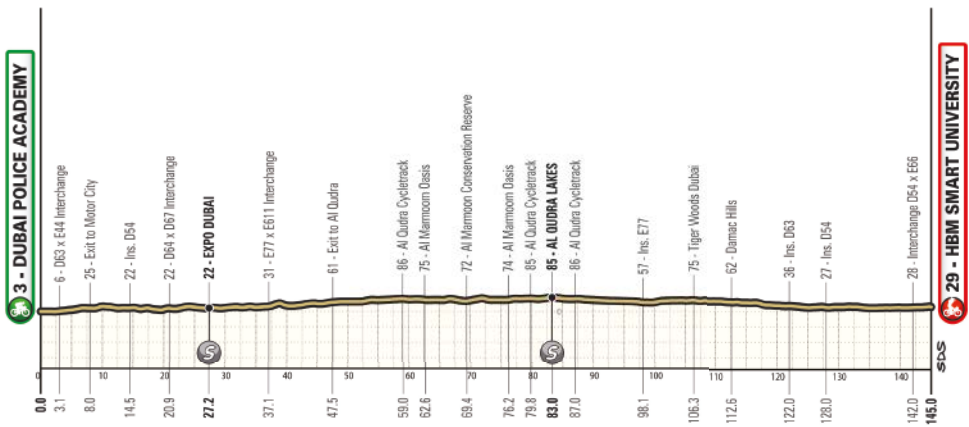 3 - DUBAI POLICE ACADEMY
6 - D63 x E44 Interchange
25 - Exit to Motor City
22 - Ins. D54
22 - D64 x D67 Interchange
22 - EXPO DUBAI
31 - E77 x E611 Interchange
61 - Exit to Al Qudra
86 - Al Qudra Cycletrack
75 - Al Marmoom Oasis
72 - Al Marmoon Conservation Reserve
74 - Al Marmoom Oasis
85 - Al Qudra Cycletrack
85 - AL QUDRA LAKES
86 - Al Qudra Cycletrack
57 - Ins. E77
75 - Tiger Woods Dubai
62 - Damac Hills
36 - Ins. D63
27 - Ins. D54
28 - Interchange D54 x E66
29 - HBM SMART UNIVERSITY
S
S
SDS
0 10 20 30 40 50 60 70 80 90 100 110 120 130 140
0.0 3.1 8.0 14.5 20.9 27.2 37.1 47.5 59.0 62.6 69.4 76.2 79.8 83.0 87.0 98.1 106.3 112.6 122.0 128.0 142.0 145.0